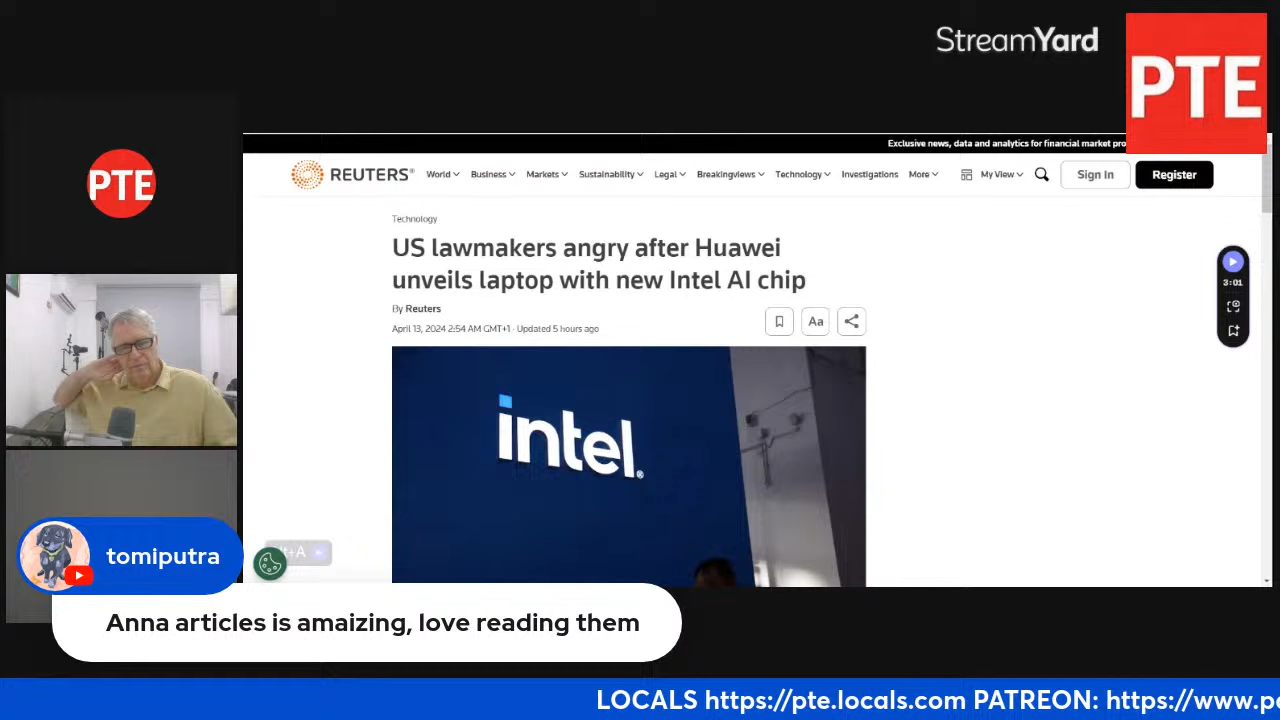 StreamYard
PTE
PTE
Exclusive news, data and analytics for financial market
REUTERS®
World
Business
Markets
Sustainability
Legal
Breakingviews
Technology
Investigations
More
My View
Sign In
Register
Technology
US lawmakers angry after Huawei
unveils laptop with new Intel AI chip
By Reuters
April 13, 2024 2:54 AM GMT+1 · Updated 5 hours ago
Aa
3:01
intel.
tomiputra
Anna articles is amaizing, love reading them
LOCALS https://pte.locals.com PATREON: https://www.p